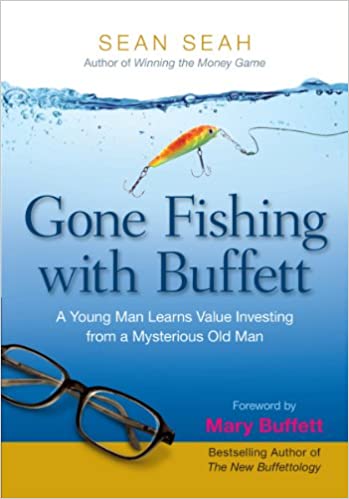 SEAN SEAH
Author of Winning the Money Game
Gone Fishing
with Buffett
A Young Man Learns Value Investing
from a Mysterious Old Man
Foreword by
Mary Buffett
Bestselling Author of
The New Buffettology